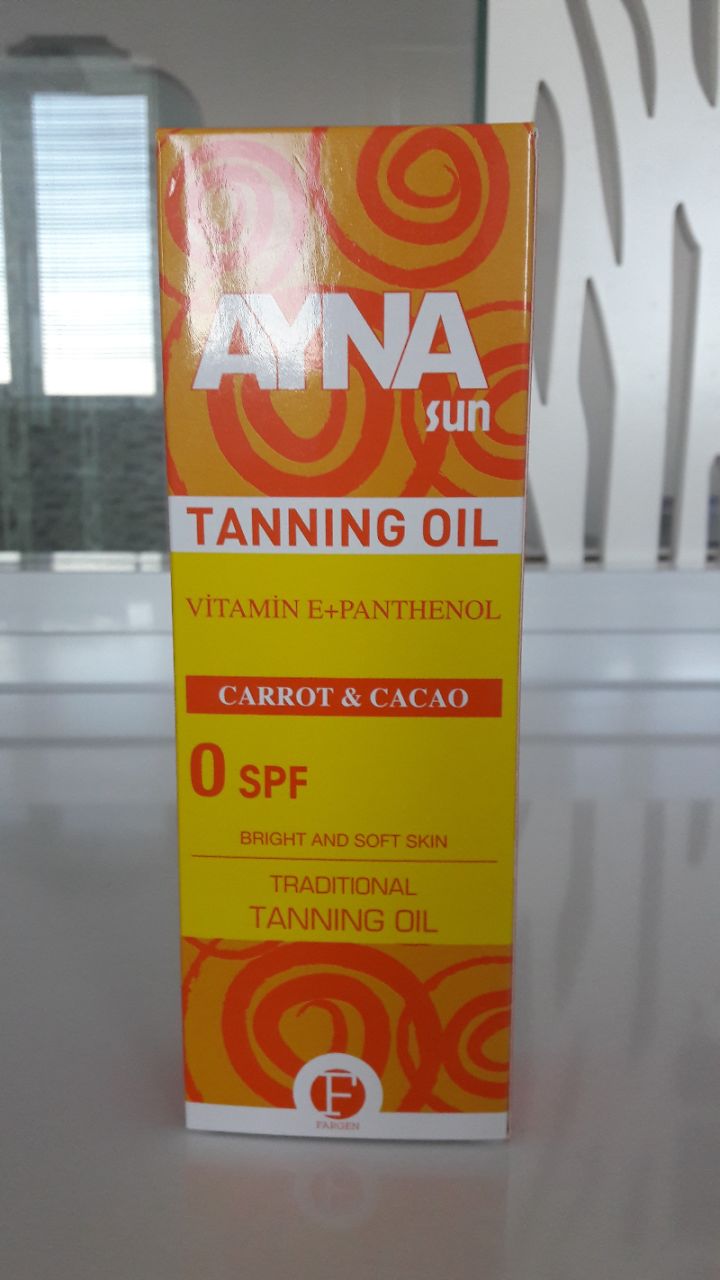 AYNA
sun
TANNING OIL
VİTAMİN E+PANTHENOL
CARROT & CACAO
0 SPF
BRIGHT AND SOFT SKIN
TRADITIONAL
TANNING OIL
F
FARGEN